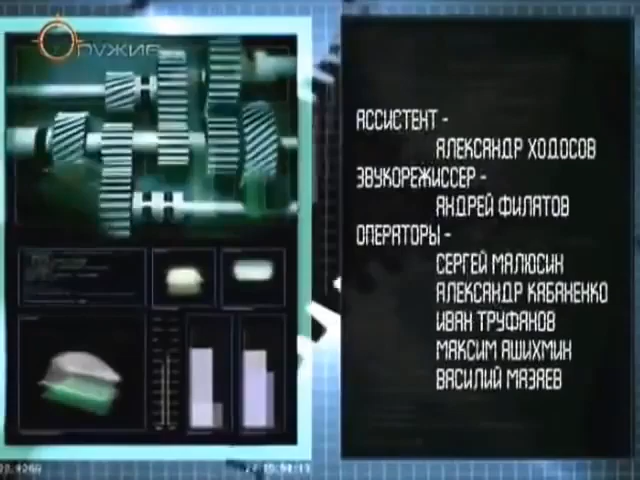 Оружие
АССИСТЕНТ -
АЛЕКСАНДР ХОДОСОВ
ЗВУКОРЕЖИССЕР -
АНДРЕЙ ФИЛАТОВ
ОПЕРАТОРЫ -
СЕРГЕЙ МАЛЮСИН
АЛЕКСАНДР КАБАНЕНКО
ИВАН ТРУФАНОВ
МАКСИМ АШИХМИН
ВАСИЛИЙ МАЗАЕВ